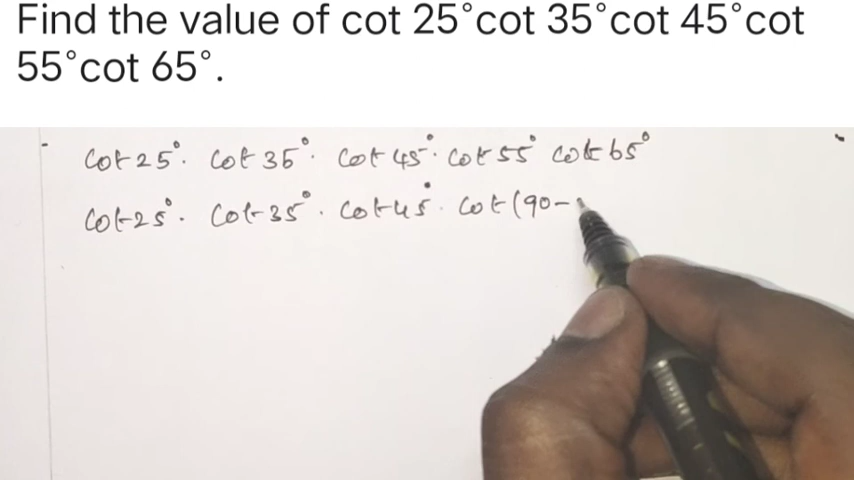 Find the value of cot 25°cot 35°cot 45°cot
55°cot 65°.
cot 25°. cot 35°. cot 45°. cot 55° cot 65°
cot 25°. cot 35°. cot 45°. cot (90-